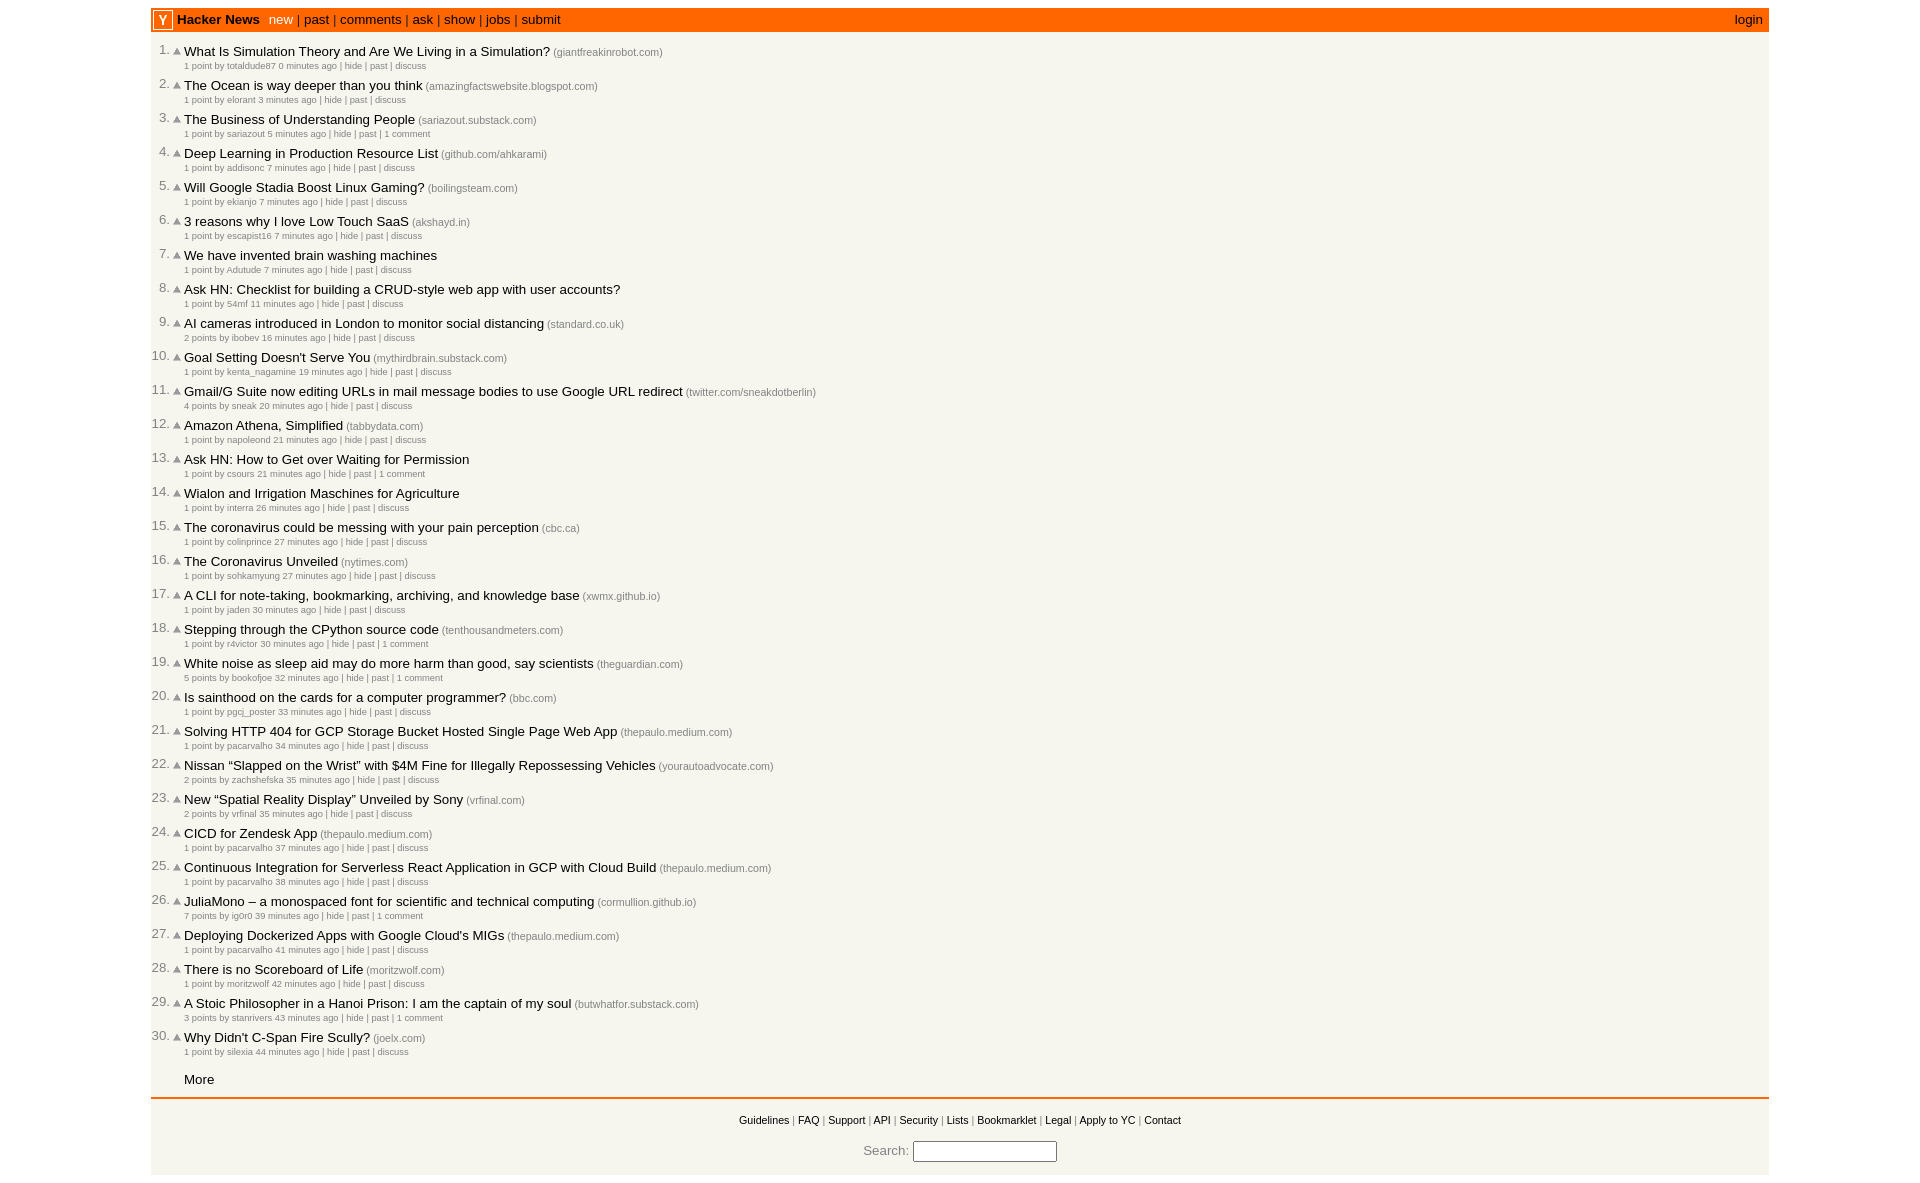 Y Hacker News new | past | comments | ask | show | jobs | submit login
1. What Is Simulation Theory and Are We Living in a Simulation? (giantfreakinrobot.com)
1 point by totaldude87 0 minutes ago | hide | past | discuss
2. The Ocean is way deeper than you think (amazingfactswebsite.blogspot.com)
1 point by elorant 3 minutes ago | hide | past | discuss
3. The Business of Understanding People (sariazout.substack.com)
1 point by sariazout 5 minutes ago | hide | past | 1 comment
4. Deep Learning in Production Resource List (github.com/ahkarami)
1 point by addisonc 7 minutes ago | hide | past | discuss
5. Will Google Stadia Boost Linux Gaming? (boilingsteam.com)
1 point by ekianjo 7 minutes ago | hide | past | discuss
6. 3 reasons why I love Low Touch SaaS (akshayd.in)
1 point by escapist16 7 minutes ago | hide | past | discuss
7. We have invented brain washing machines
1 point by Adutude 7 minutes ago | hide | past | discuss
8. Ask HN: Checklist for building a CRUD-style web app with user accounts?
1 point by 54mf 11 minutes ago | hide | past | discuss
9. AI cameras introduced in London to monitor social distancing (standard.co.uk)
2 points by ibobev 16 minutes ago | hide | past | discuss
10. Goal Setting Doesn't Serve You (mythirdbrain.substack.com)
1 point by kenta_nagamine 19 minutes ago | hide | past | discuss
11. Gmail/G Suite now editing URLs in mail message bodies to use Google URL redirect (twitter.com/sneakdotberlin)
4 points by sneak 20 minutes ago | hide | past | discuss
12. Amazon Athena, Simplified (tabbydata.com)
1 point by napoleond 21 minutes ago | hide | past | discuss
13. Ask HN: How to Get over Waiting for Permission
1 point by csours 21 minutes ago | hide | past | 1 comment
14. Wialon and Irrigation Maschines for Agriculture
1 point by interra 26 minutes ago | hide | past | discuss
15. The coronavirus could be messing with your pain perception (cbc.ca)
1 point by colinprince 27 minutes ago | hide | past | discuss
16. The Coronavirus Unveiled (nytimes.com)
1 point by sohkamyung 27 minutes ago | hide | past | discuss
17. A CLI for note-taking, bookmarking, archiving, and knowledge base (xwmx.github.io)
1 point by jaden 30 minutes ago | hide | past | discuss
18. Stepping through the CPython source code (tenthousandmeters.com)
1 point by r4victor 30 minutes ago | hide | past | 1 comment
19. White noise as sleep aid may do more harm than good, say scientists (theguardian.com)
5 points by bookofjoe 32 minutes ago | hide | past | 1 comment
20. Is sainthood on the cards for a computer programmer? (bbc.com)
1 point by pgcj_poster 33 minutes ago | hide | past | discuss
21. Solving HTTP 404 for GCP Storage Bucket Hosted Single Page Web App (thepaulo.medium.com)
1 point by pacarvalho 34 minutes ago | hide | past | discuss
22. Nissan “Slapped on the Wrist” with $4M Fine for Illegally Repossessing Vehicles (yourautoadvocate.com)
2 points by zachshefska 35 minutes ago | hide | past | discuss
23. New “Spatial Reality Display” Unveiled by Sony (vrfinal.com)
2 points by vrfinal 35 minutes ago | hide | past | discuss
24. CICD for Zendesk App (thepaulo.medium.com)
1 point by pacarvalho 37 minutes ago | hide | past | discuss
25. Continuous Integration for Serverless React Application in GCP with Cloud Build (thepaulo.medium.com)
1 point by pacarvalho 38 minutes ago | hide | past | discuss
26. JuliaMono – a monospaced font for scientific and technical computing (cormullion.github.io)
7 points by ig0r0 39 minutes ago | hide | past | 1 comment
27. Deploying Dockerized Apps with Google Cloud's MIGs (thepaulo.medium.com)
1 point by pacarvalho 41 minutes ago | hide | past | discuss
28. There is no Scoreboard of Life (moritzwolf.com)
1 point by moritzwolf 42 minutes ago | hide | past | discuss
29. A Stoic Philosopher in a Hanoi Prison: I am the captain of my soul (butwhatfor.substack.com)
3 points by stanrivers 43 minutes ago | hide | past | 1 comment
30. Why Didn't C-Span Fire Scully? (joelx.com)
1 point by silexia 44 minutes ago | hide | past | discuss
More
Guidelines | FAQ | Support | API | Security | Lists | Bookmarklet | Legal | Apply to YC | Contact
Search: